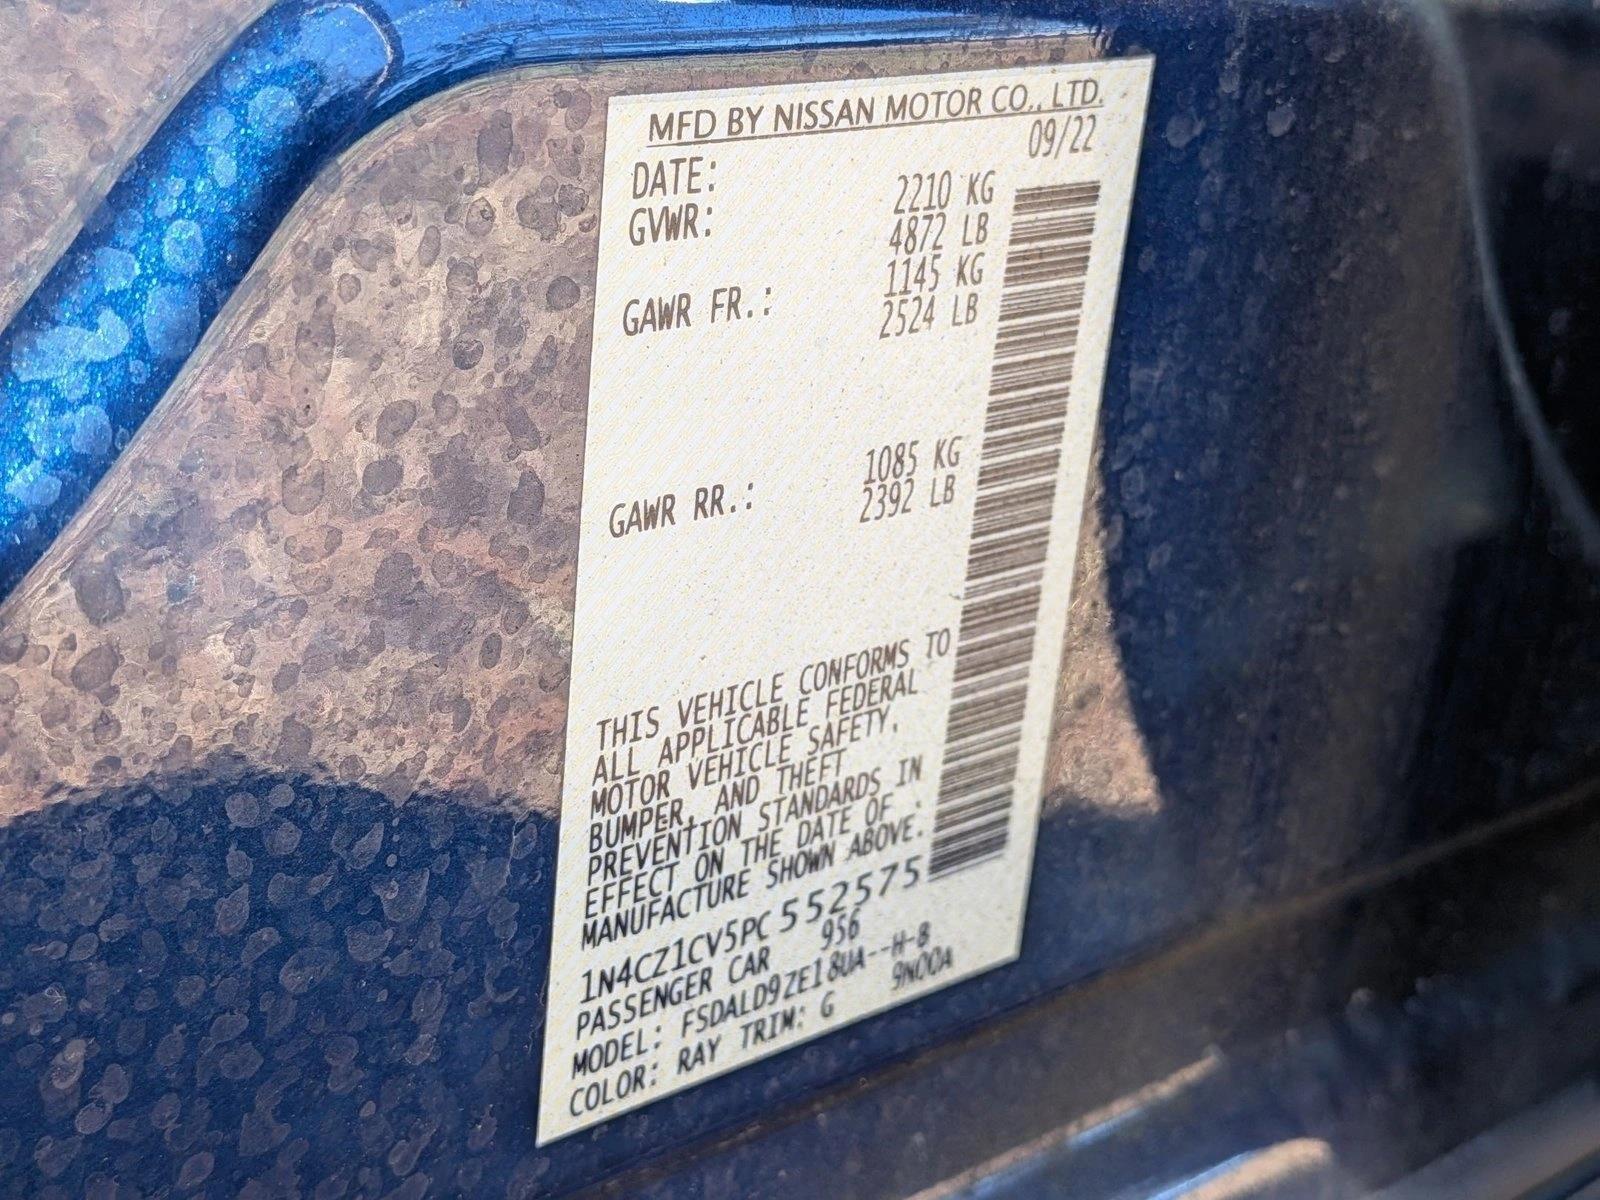 MFD BY NISSAN MOTOR CO., LTD.
DATE: 09/22
GVWR: 2210 KG
4872 LB
GAWR FR.: 1145 KG
2524 LB
GAWR RR.: 1085 KG
2392 LB
THIS VEHICLE CONFORMS TO
ALL APPLICABLE FEDERAL
MOTOR VEHICLE SAFETY,
BUMPER, AND THEFT
PREVENTION STANDARDS IN
EFFECT ON THE DATE OF
MANUFACTURE SHOWN ABOVE.
1N4CZ1CV5PC552575
PASSENGER CAR 956
MODEL: FSDALD9ZE18UA--H-B
COLOR: RAY TRIM: G 9N00A